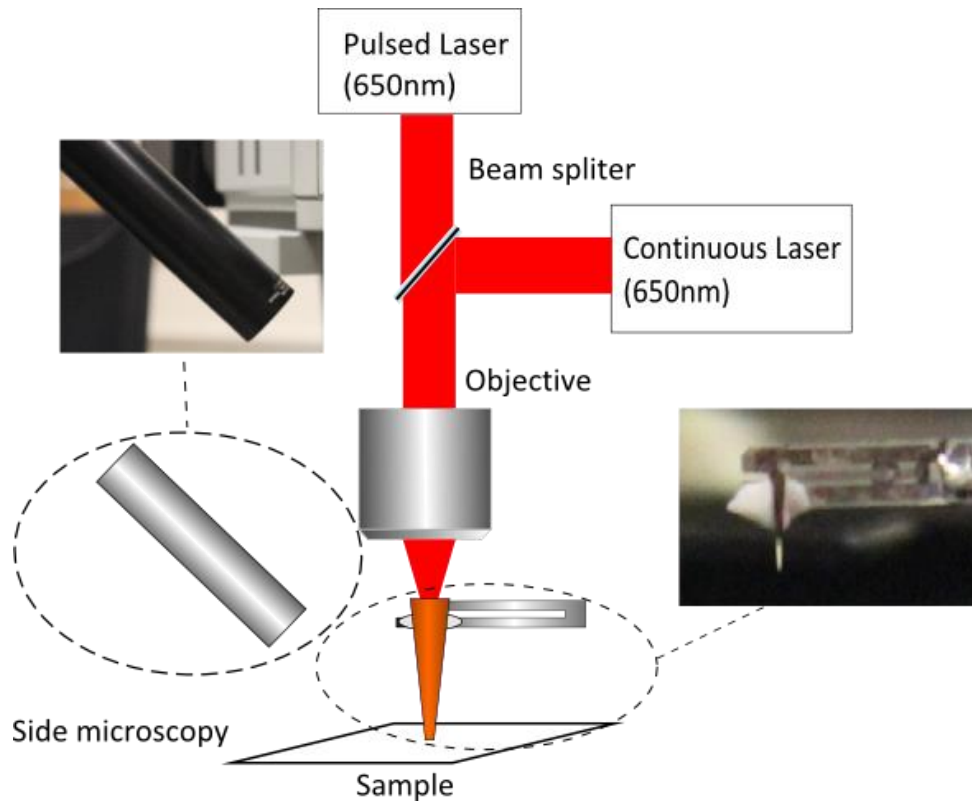 Pulsed Laser
(650nm)
Beam spliter
Continuous Laser
(650nm)
Objective
Side microscopy
Sample